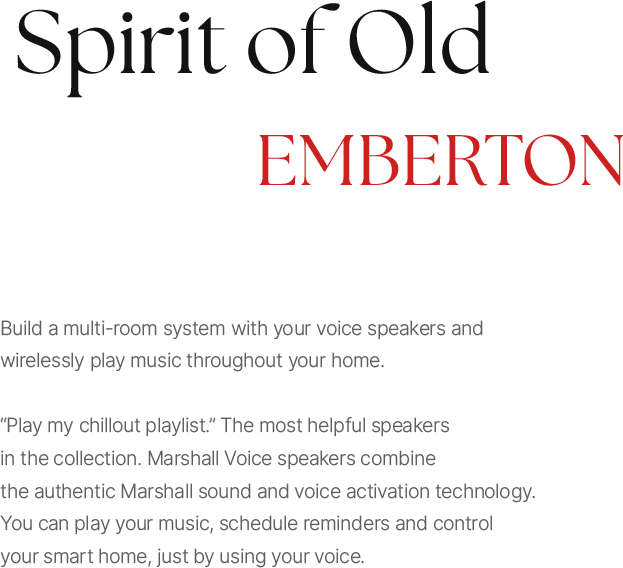 Spirit of Old
EMBERTON
Build a multi-room system with your voice speakers and
wirelessly play music throughout your home.
“Play my chillout playlist.” The most helpful speakers
in the collection. Marshall Voice speakers combine
the authentic Marshall sound and voice activation technology.
You can play your music, schedule reminders and control
your smart home, just by using your voice.